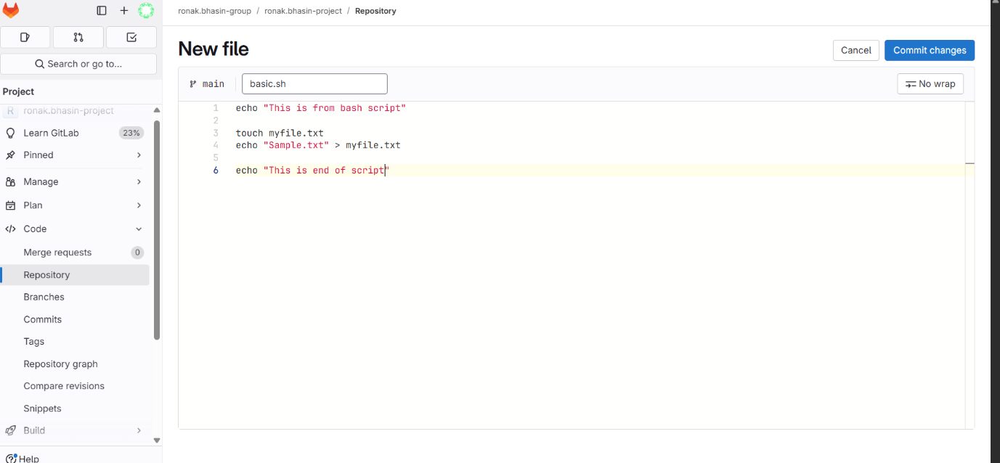 ronak.bhasin-group / ronak.bhasin-project / Repository
Search or go to...
Project
R ronak.bhasin-project
Learn GitLab 23%
Pinned
Manage
Plan
Code
Merge requests 0
Repository
Branches
Commits
Tags
Repository graph
Compare revisions
Snippets
Build
Help
New file
Cancel
Commit changes
main
basic.sh
No wrap
1 echo "This is from bash script"
2
3 touch myfile.txt
4 echo "Sample.txt" > myfile.txt
5
6 echo "This is end of script"